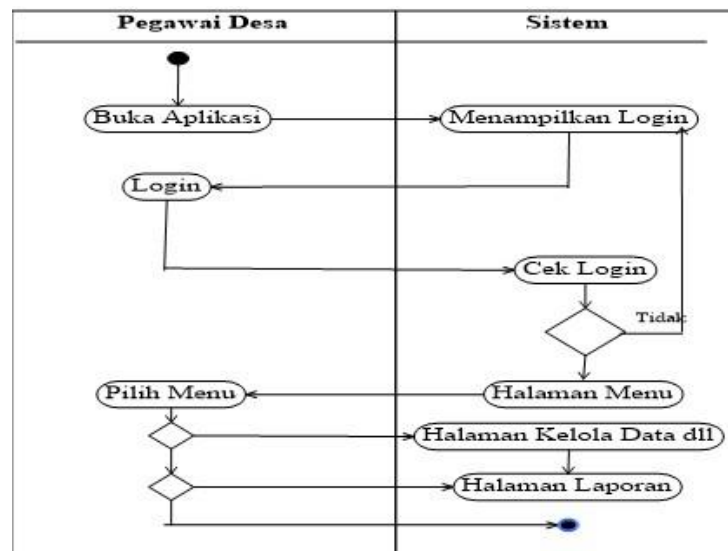 Pegawai Desa
Sistem
Buka Aplikasi
Menampilkan Login
Login
Cek Login
Tidak
Pilih Menu
Halaman Menu
Halaman Kelola Data dll
Halaman Laporan